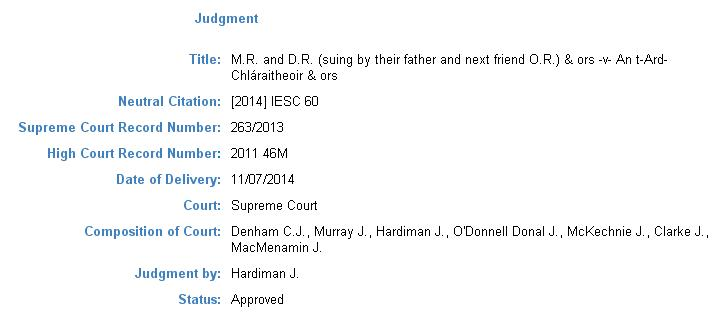 Judgment
Title: M.R. and D.R. (suing by their father and next friend O.R.) & ors -v- An t-Ard-
Chláraitheoir & ors
Neutral Citation: [2014] IESC 60
Supreme Court Record Number: 263/2013
High Court Record Number: 2011 46M
Date of Delivery: 11/07/2014
Court: Supreme Court
Composition of Court: Denham C.J., Murray J., Hardiman J., O'Donnell Donal J., McKechnie J., Clarke J.,
MacMenamin J.
Judgment by: Hardiman J.
Status: Approved